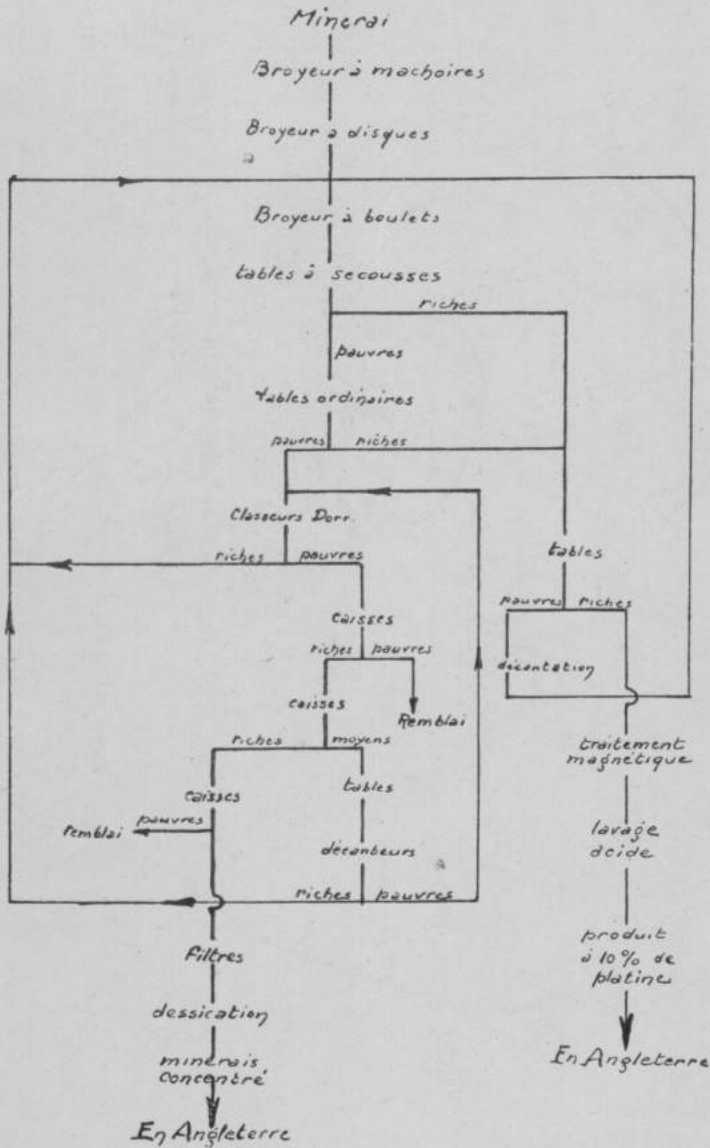 Minerai
Broyeur à machoires
Broyeur à disques
Broyeur à boulets
tables à secousses
riches
pauvres
tables ordinaires
pauvres riches
Classeurs Dorr.
riches pauvres
tables
pauvres riches
caisses
riches pauvres
décantation
caisses
Remblai
riches moyens
traitement
magnétique
caisses
tables
pauvres
remblai
lavage
acide
décanteurs
riches pauvres
produit
à 10% de
platine
filtres
dessication
minerais
concentré
En Angleterre
En Angleterre